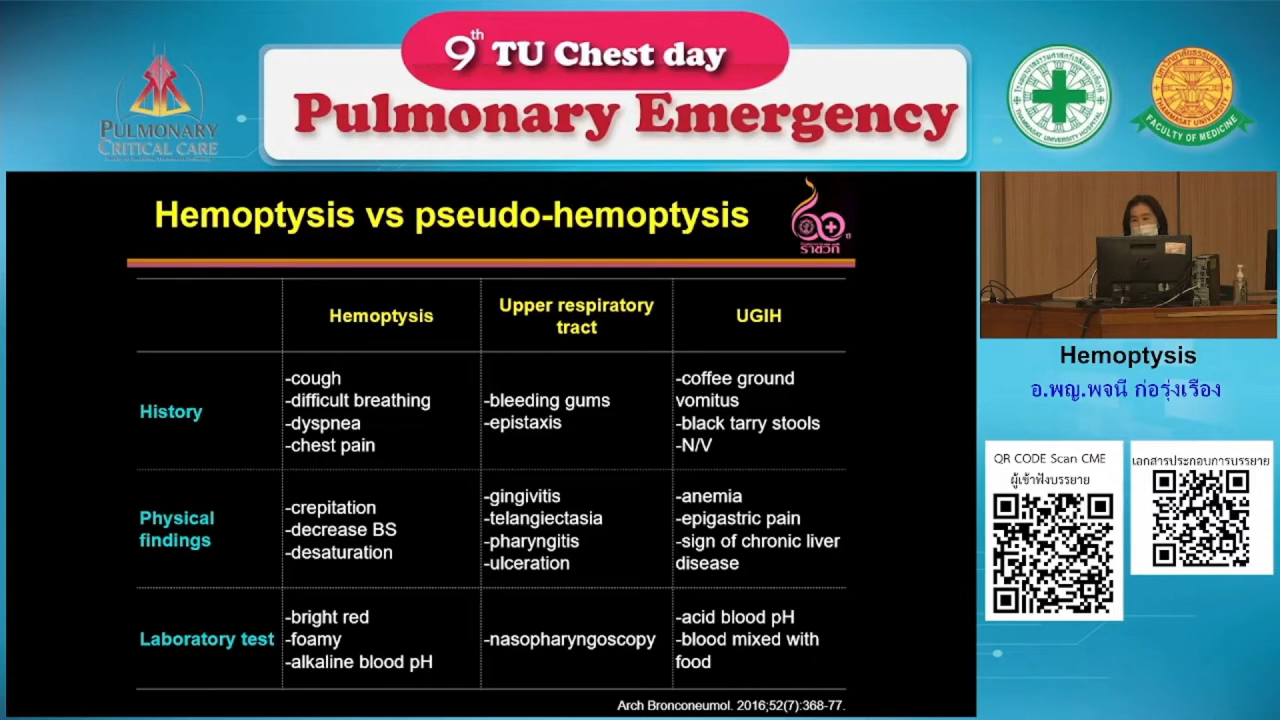 9th TU Chest day
Pulmonary Emergency
PULMONARY
CRITICAL CARE
FACULTY OF MEDICINE
Hemoptysis vs pseudo-hemoptysis
ราชวิถี
Hemoptysis
Upper respiratory
tract
UGIH
History
-cough
-difficult breathing
-dyspnea
-chest pain
-bleeding gums
-epistaxis
-coffee ground
vomitus
-black tarry stools
-N/V
Physical
findings
-crepitation
-decrease BS
-desaturation
-gingivitis
-telangiectasia
-pharyngitis
-ulceration
-anemia
-epigastric pain
-sign of chronic liver
disease
Laboratory test
-bright red
-foamy
-alkaline blood pH
-nasopharyngoscopy
-acid blood pH
-blood mixed with
food
Arch Bronconeumol. 2016;52(7):368-77.
Hemoptysis
อ.พญ.พจนี ก่อรุ่งเรือง
QR CODE Scan CME
ผู้เข้าฟังบรรยาย
เอกสารประกอบการบรรยาย